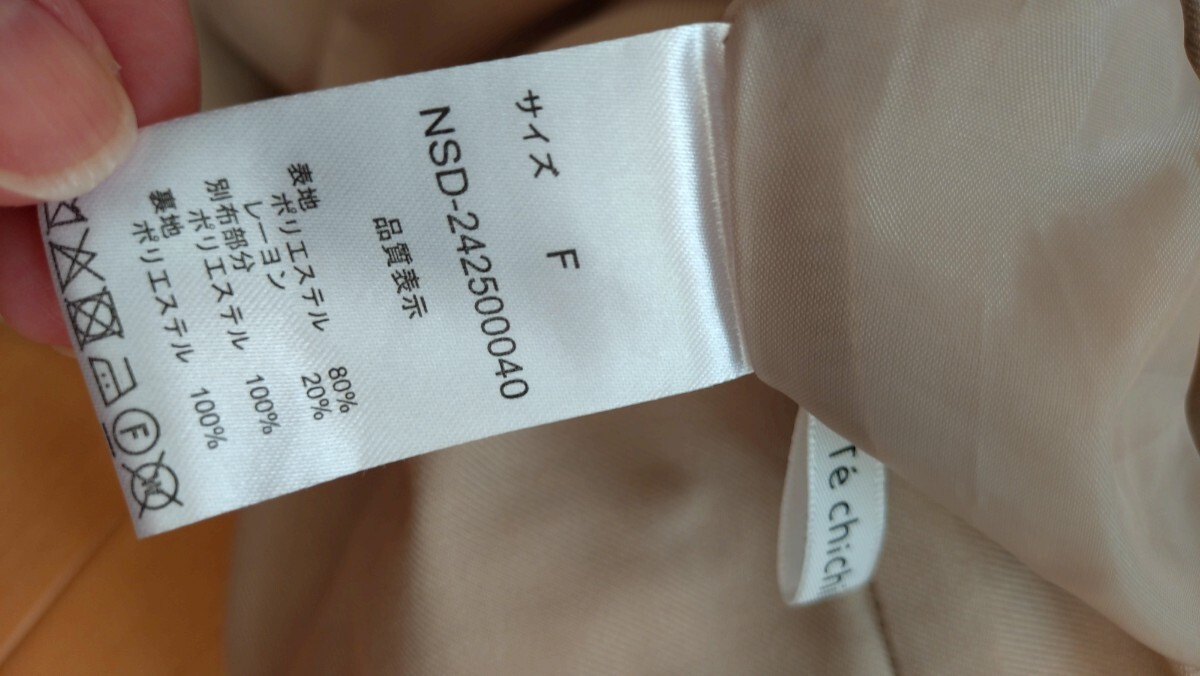 サイズ F
NSD-242500040
品質表示
表地
ポリエステル 80%
レーヨン 20%
別布部分
ポリエステル 100%
裏地
ポリエステル 100%
F
W
Té chichi